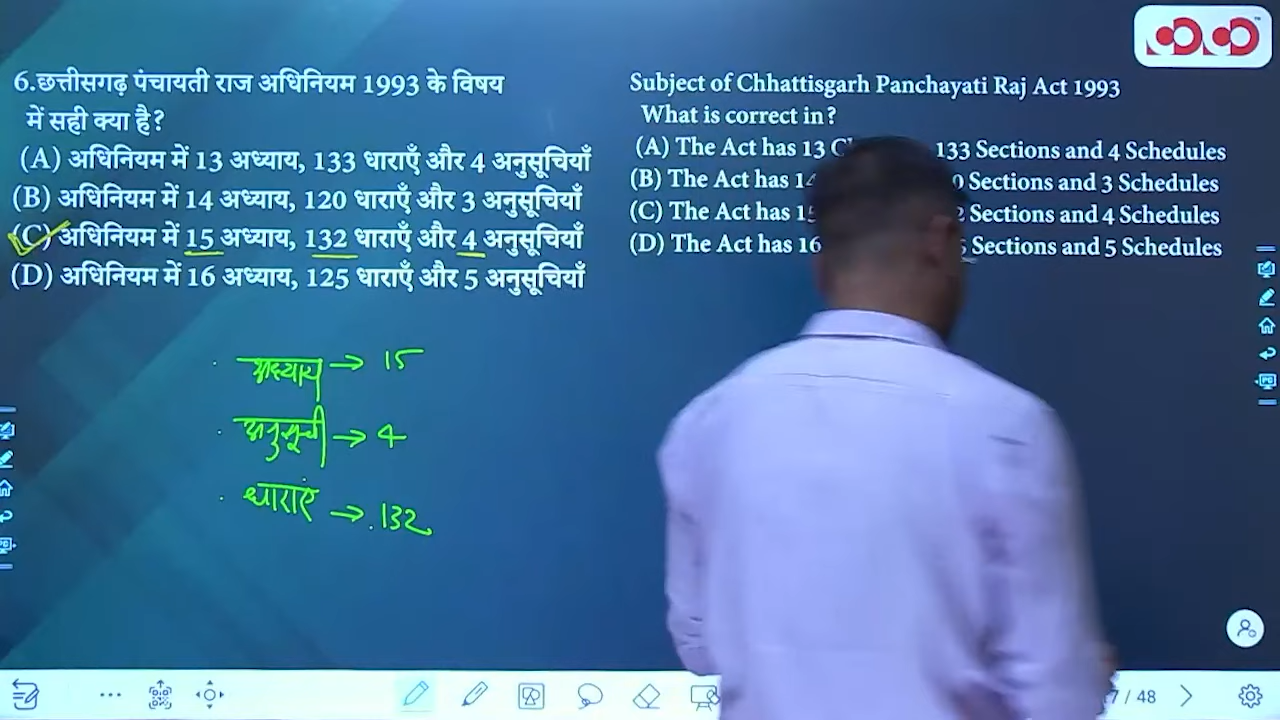 6.छत्तीसगढ़ पंचायती राज अधिनियम 1993 के विषय
में सही क्या है?
(A) अधिनियम में 13 अध्याय, 133 धाराएँ और 4 अनुसूचियाँ
(B) अधिनियम में 14 अध्याय, 120 धाराएँ और 3 अनुसूचियाँ
(C) अधिनियम में 15 अध्याय, 132 धाराएँ और 4 अनुसूचियाँ
(D) अधिनियम में 16 अध्याय, 125 धाराएँ और 5 अनुसूचियाँ
अध्याय → 15
अनुसूची → 4
धाराएं → 132
Subject of Chhattisgarh Panchayati Raj Act 1993
What is correct in?
(A) The Act has 13 133 Sections and 4 Schedules
(B) The Act has Sections and 3 Schedules
(C) The Act has Sections and 4 Schedules
(D) The Act has 16 Sections and 5 Schedules
/ 48